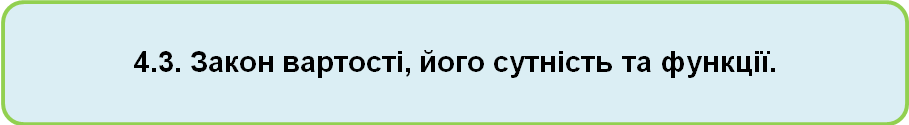 4.3. Закон вартості, його сутність та функції.